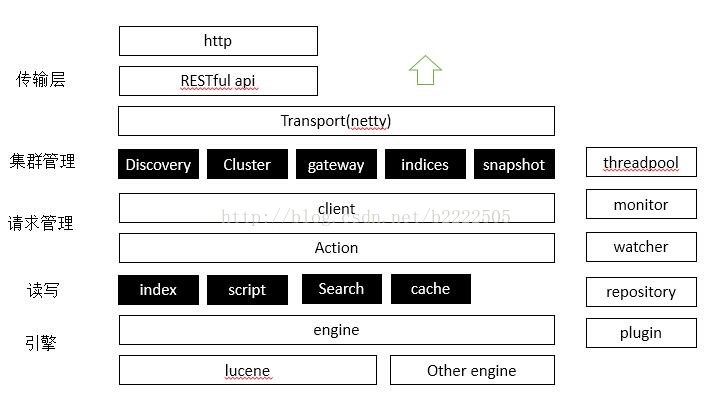 http
传输层
RESTful api
Transport(netty)
集群管理
Discovery
Cluster
gateway
indices
snapshot
threadpool
请求管理
client
http://blog.csdn.net/h2222505
monitor
Action
watcher
读写
index
script
Search
cache
repository
引擎
engine
plugin
lucene
Other engine